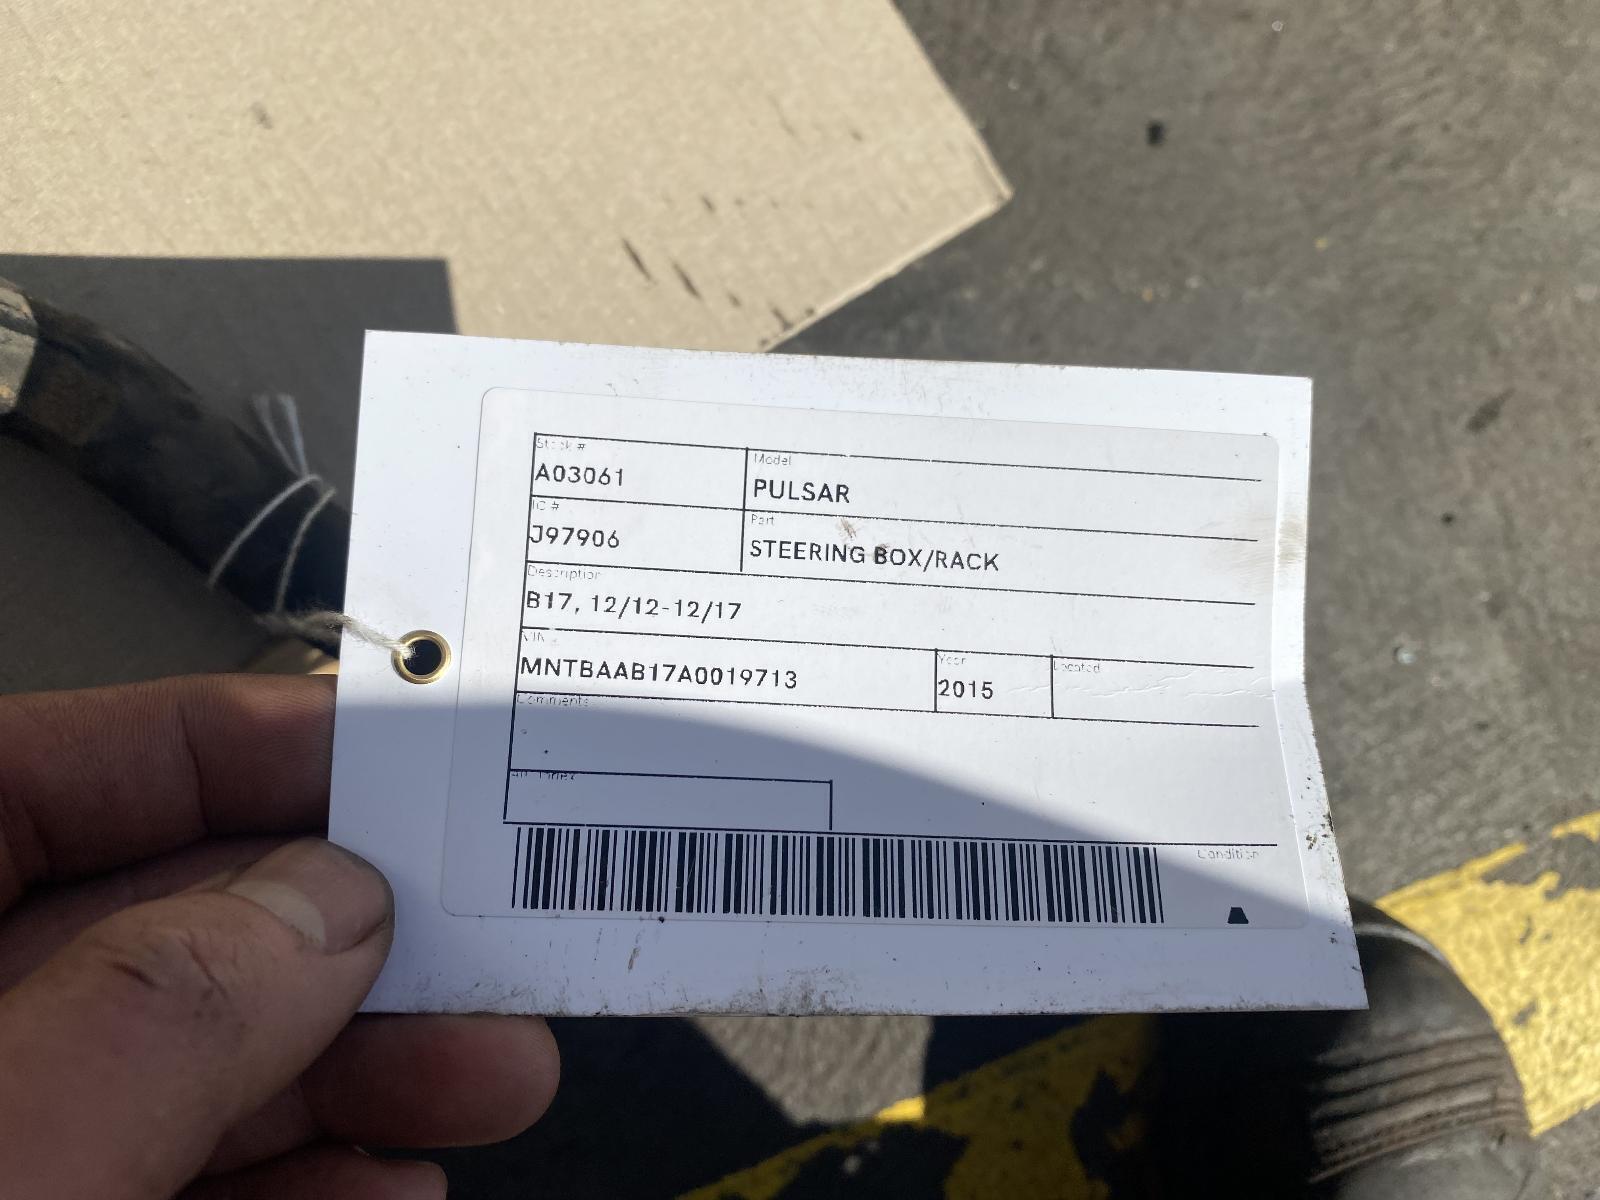 Stock #
A03061
Model
PULSAR
IC #
J97906
Part
STEERING BOX/RACK
Description
B17, 12/12-12/17
VIN
MNTBAAB17A0019713
Year
2015
Located
Comments
Condition